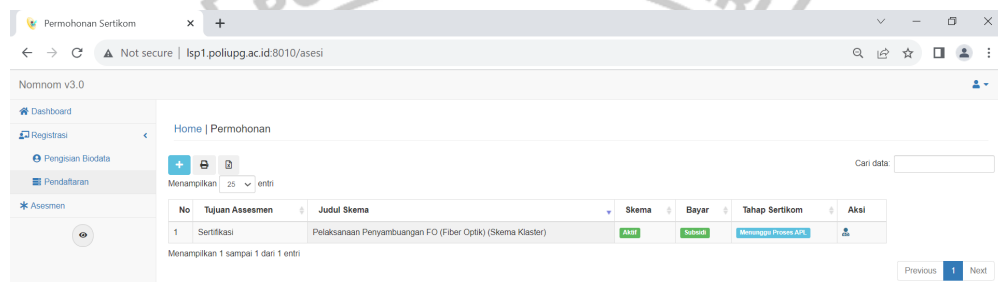 Permohonan Sertikom
Not secure | lsp1.poliupg.ac.id:8010/asesi
Nomnom v3.0
Dashboard
Registrasi
Pengisian Biodata
Pendaftaran
Asesmen
Home | Permohonan
Cari data:
Menampilkan 25 entri
No Tujuan Assesmen Judul Skema Skema Bayar Tahap Sertikom Aksi
1 Sertifikasi Pelaksanaan Penyambuangan FO (Fiber Optik) (Skema Klaster) Aktif Subsidi Menunggu Proses APL
Menampilkan 1 sampai 1 dari 1 entri
Previous 1 Next